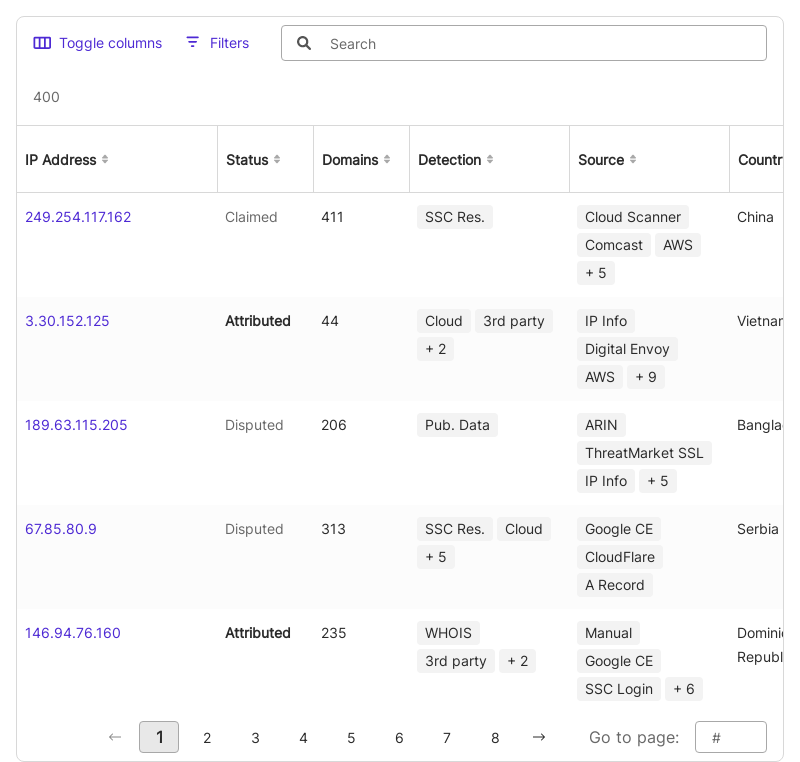 Toggle columns Filters Search
400
IP Address Status Domains Detection Source Countr
249.254.117.162 Claimed 411 SSC Res. Cloud Scanner China
Comcast AWS
+ 5
3.30.152.125 Attributed 44 Cloud 3rd party IP Info Vietnar
+ 2 Digital Envoy
AWS + 9
189.63.115.205 Disputed 206 Pub. Data ARIN Bangla
ThreatMarket SSL
IP Info + 5
67.85.80.9 Disputed 313 SSC Res. Cloud Google CE Serbia
+ 5 CloudFlare
A Record
146.94.76.160 Attributed 235 WHOIS Manual Domini
3rd party + 2 Google CE Republ
SSC Login + 6
← 1 2 3 4 5 6 7 8 → Go to page: #